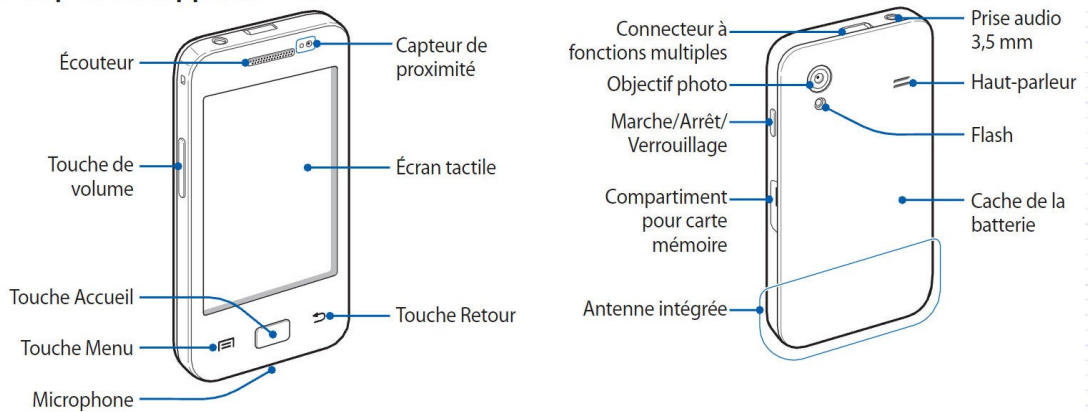 Écouteur
Capteur de
proximité
Touche de
volume
Écran tactile
Touche Accueil
Touche Retour
Touche Menu
Microphone
Connecteur à
fonctions multiples
Prise audio
3,5 mm
Objectif photo
Haut-parleur
Marche/Arrêt/
Verrouillage
Flash
Compartiment
pour carte
mémoire
Cache de la
batterie
Antenne intégrée